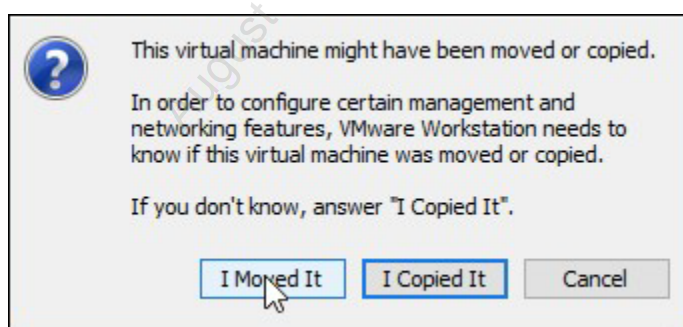 August
This virtual machine might have been moved or copied.
In order to configure certain management and
networking features, VMware Workstation needs to
know if this virtual machine was moved or copied.
If you don't know, answer "I Copied It".
I Moved It I Copied It Cancel